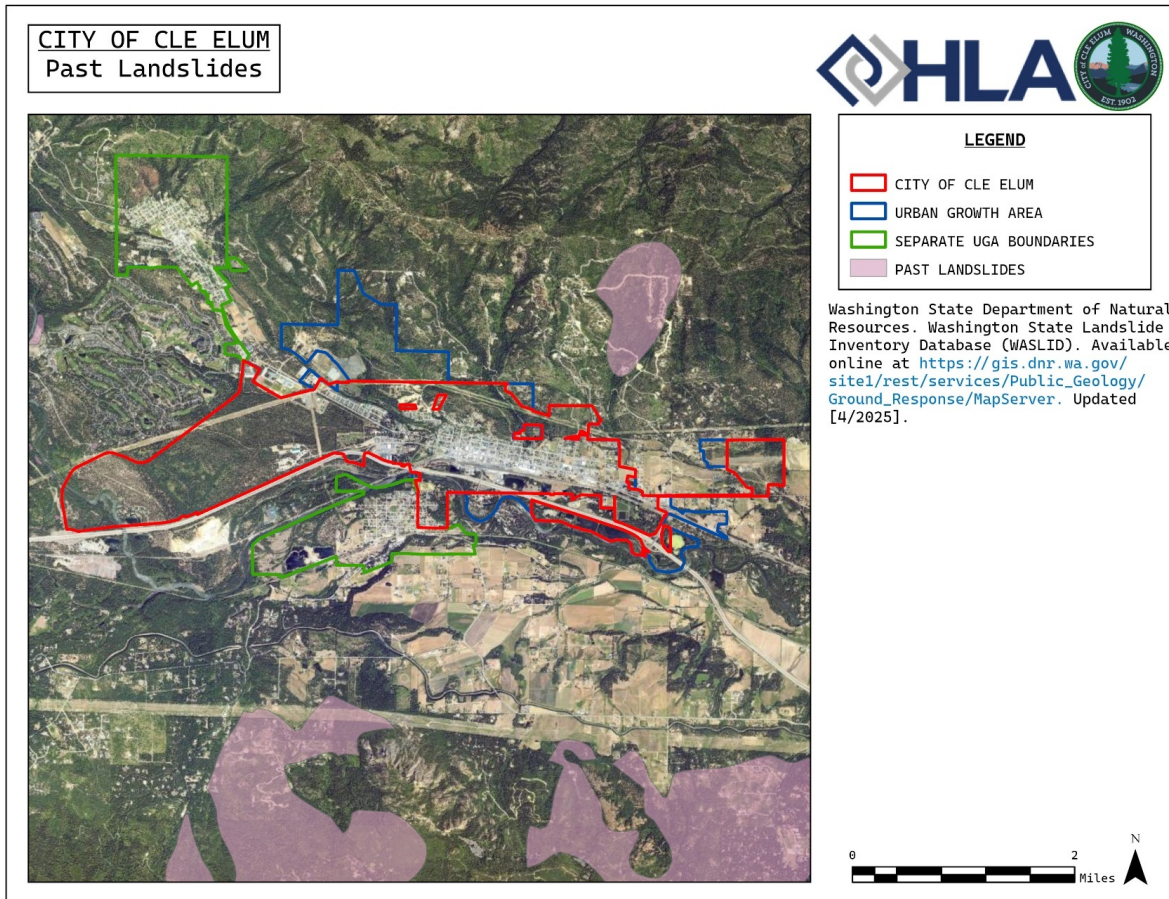 CITY OF CLE ELUM
Past Landslides
HLA
CITY OF CLE ELUM WASHINGTON
EST. 1902
LEGEND
CITY OF CLE ELUM
URBAN GROWTH AREA
SEPARATE UGA BOUNDARIES
PAST LANDSLIDES
Washington State Department of Natural
Resources. Washington State Landslide
Inventory Database (WASLID). Available
online at https://gis.dnr.wa.gov/
site1/rest/services/Public_Geology/
Ground_Response/MapServer. Updated
[4/2025].
0 2
Miles
N